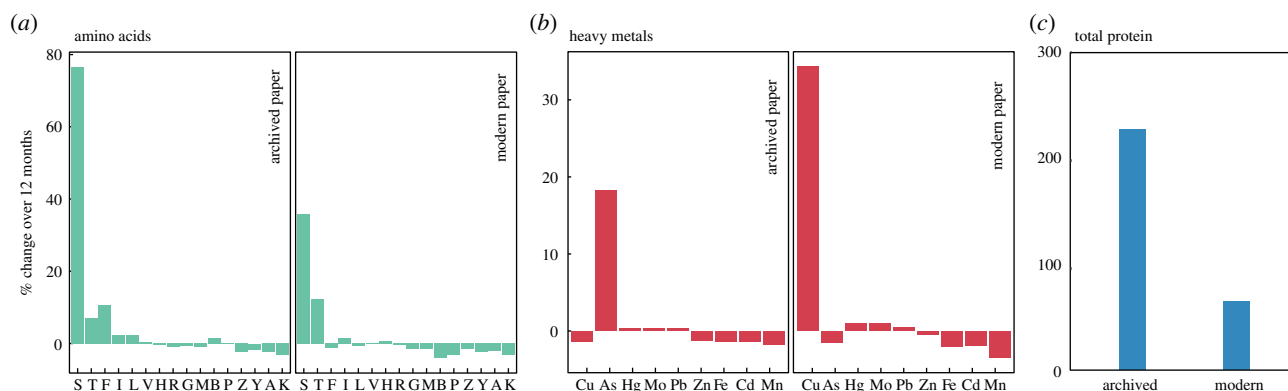 (a) amino acids
% change over 12 months
80
60
40
20
0
archived paper
S T F I L V H R G M B P Z Y A K
modern paper
S T F I L V H R G M B P Z Y A K
(b) heavy metals
30
20
10
0
archived paper
Cu As Hg Mo Pb Zn Fe Cd Mn
modern paper
Cu As Hg Mo Pb Zn Fe Cd Mn
(c) total protein
300
200
100
0
archived modern